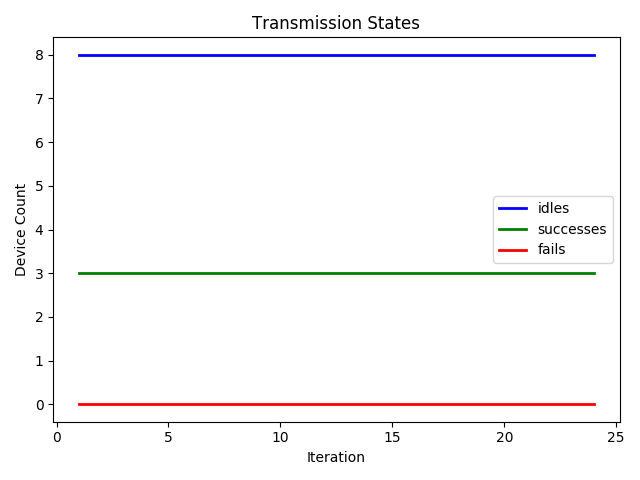 Transmission States
Device Count
8
7
6
5
4
3
2
1
0
idles
successes
fails
0 5 10 15 20 25
Iteration